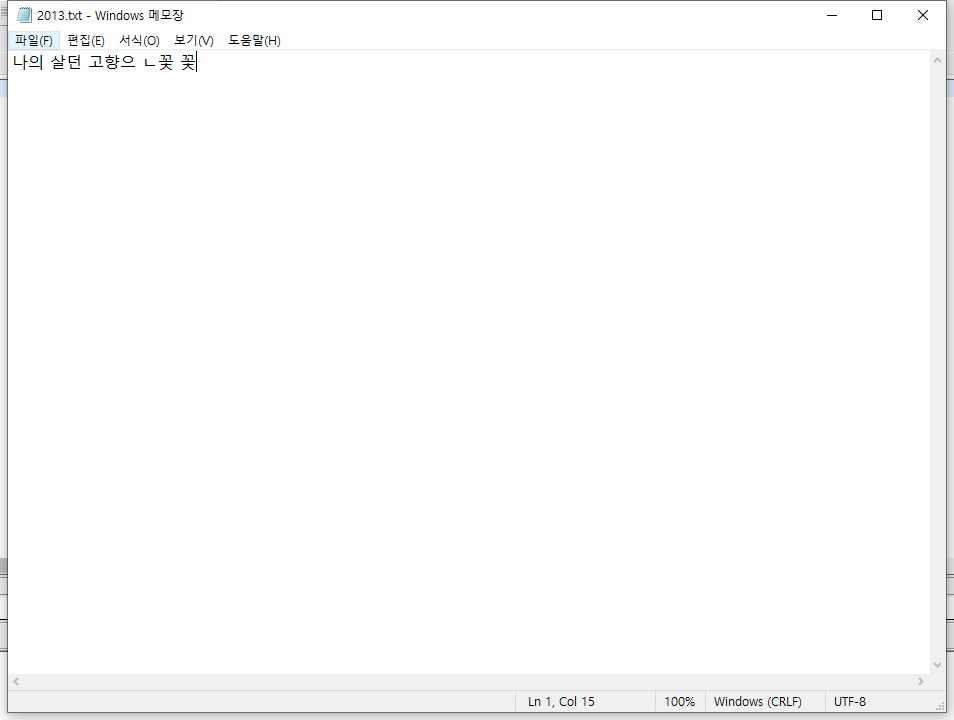 2013.txt - Windows 메모장
파일(F) 편집(E) 서식(O) 보기(V) 도움말(H)
나의 살던 고향으 ㄴ꽃 꽃
Ln 1, Col 15 100% Windows (CRLF) UTF-8